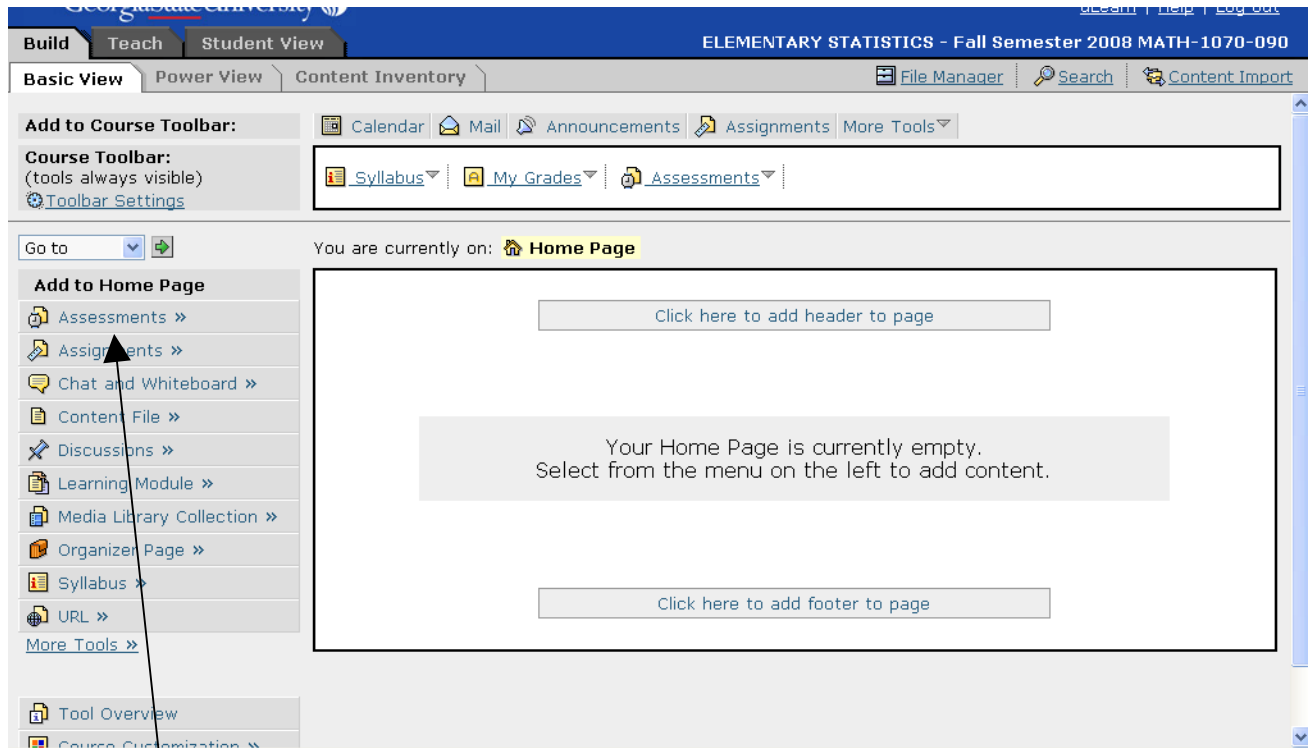 GeorgiaStateUniversity
uLearn | Help | Log out
Build Teach Student View ELEMENTARY STATISTICS - Fall Semester 2008 MATH-1070-090
Basic View Power View Content Inventory File Manager Search Content Import
Add to Course Toolbar: Calendar Mail Announcements Assignments More Tools
Course Toolbar:
(tools always visible)
Toolbar Settings
Syllabus My Grades Assessments
Go to You are currently on: Home Page
Add to Home Page
Assessments »
Assignments »
Chat and Whiteboard »
Content File »
Discussions »
Learning Module »
Media Library Collection »
Organizer Page »
Syllabus »
URL »
More Tools »
Tool Overview
Course Customization »
Click here to add header to page
Your Home Page is currently empty.
Select from the menu on the left to add content.
Click here to add footer to page